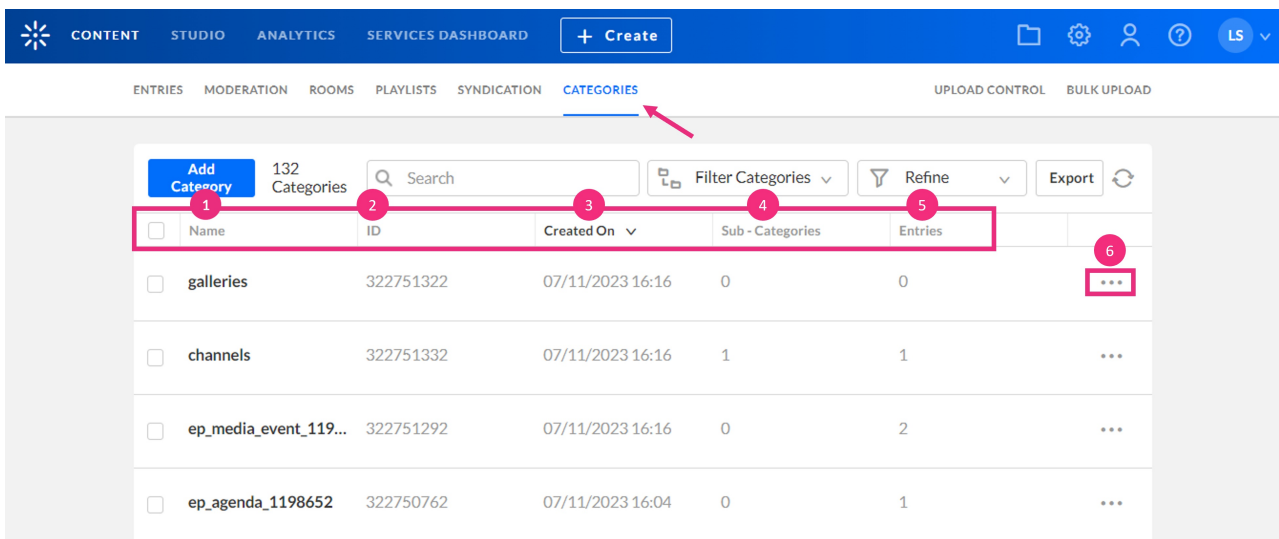 CONTENT STUDIO ANALYTICS SERVICES DASHBOARD + Create LS
ENTRIES MODERATION ROOMS PLAYLISTS SYNDICATION CATEGORIES UPLOAD CONTROL BULK UPLOAD
Add Category 132 Categories Search Filter Categories Refine Export
1 2 3 4 5
Name ID Created On Sub - Categories Entries
6
galleries 322751322 07/11/2023 16:16 0 0 •••
channels 322751332 07/11/2023 16:16 1 1 •••
ep_media_event_119... 322751292 07/11/2023 16:16 0 2 •••
ep_agenda_1198652 322750762 07/11/2023 16:04 0 1 •••